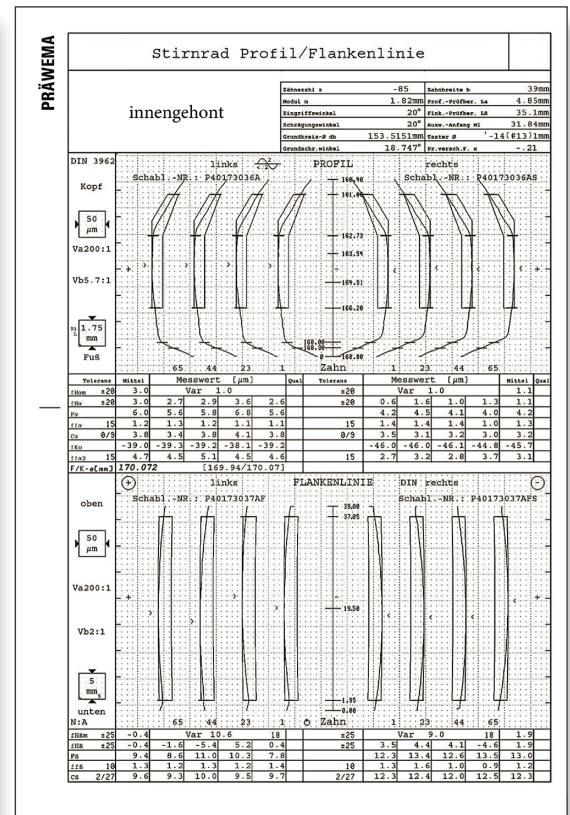 PRÄWEMA
Stirnrad Profil/Flankenlinie
innengehont
Zähnezahl z -85 Zahnbreite b 39mm
Modul m 1.82mm Prof.-Prüfber. La 4.85mm
Eingriffswinkel 20° Flnk.-Prüfber. Lß 35.1mm
Schrägungswinkel 20° Ausw.-Anfang M1 31.84mm
Grundkreis-Ø db 153.5151mm Taster Ø -14(#13)1mm
Grundschr.winkel 18.747° Pr.versch.F. x -.21
DIN 3962 links PROFIL rechts
Schabl.-NR.: P40173036A Schabl.-NR.: P40173036AS
Kopf
50
µm
Va200:1
Vb5.7:1
1.75
mm
Fuß
162.73
163.54
166.20
168.00
168.30
0 168.80
65 44 23 1 Zahn 1 23 44 65
Toleranz Mittel Messwert [µm] Qual Toleranz Messwert [µm] Mittel Qual
fHαm ±20 3.0 Var 1.0 ±20 Var 1.0 1.1
fHα ±20 3.0 2.7 2.9 3.6 2.6 ±20 0.6 1.6 1.0 1.3 1.1
Fα 6.0 5.6 5.8 6.8 5.6 4.2 4.5 4.1 4.0 4.2
ffα 15 1.2 1.3 1.2 1.1 1.1 15 1.4 1.4 1.4 1.0 1.3
Cα 0/9 3.8 3.4 3.8 4.1 3.8 0/9 3.5 3.1 3.2 3.0 3.2
fKo -39.0 -39.3 -39.2 -38.1 -39.2 -46.0 -46.0 -46.1 -44.8 -45.7
ffα2 15 4.7 4.5 5.1 4.5 4.6 15 2.7 3.2 2.8 3.7 3.1
F/K-ø[mm] 170.072 [169.94/170.07]
+ links FLANKENLINIE DIN rechts -
Schabl.-NR.: P40173037AF Schabl.-NR.: P40173037AFS
oben
50
µm
Va200:1
Vb2:1
5
mm
unten
39.00
37.05
19.50
1.95
0.00
N:A 65 44 23 1 Zahn 1 23 44 65
fHßm ±25 -0.4 Var 10.6 18 ±25 Var 9.0 18 1.9
fHß ±25 -0.4 -1.6 -5.4 5.2 0.4 ±25 3.5 4.4 4.1 -4.6 1.9
Fß 9.4 8.6 11.0 10.3 7.8 12.3 13.4 12.6 13.5 13.0
ffß 10 1.3 1.2 1.3 1.2 1.4 10 1.3 1.6 1.0 0.9 1.2
Cß 2/27 9.6 9.3 10.0 9.5 9.7 2/27 12.3 12.4 12.0 12.5 12.3